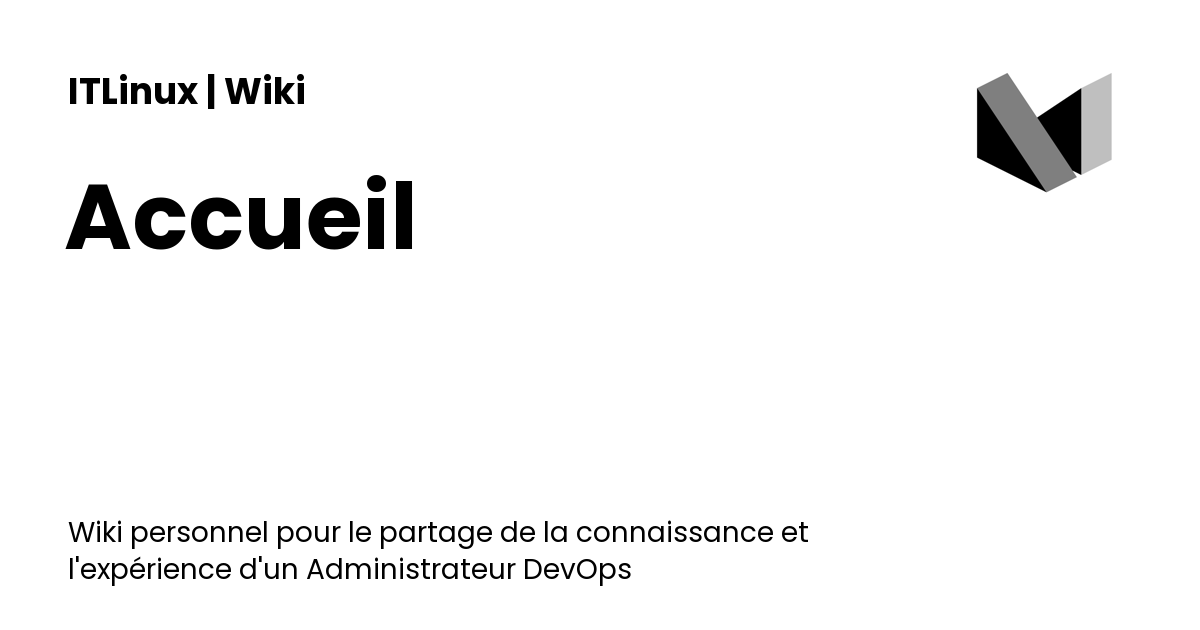 ITLinux | Wiki
Accueil
Wiki personnel pour le partage de la connaissance et
l'expérience d'un Administrateur DevOps